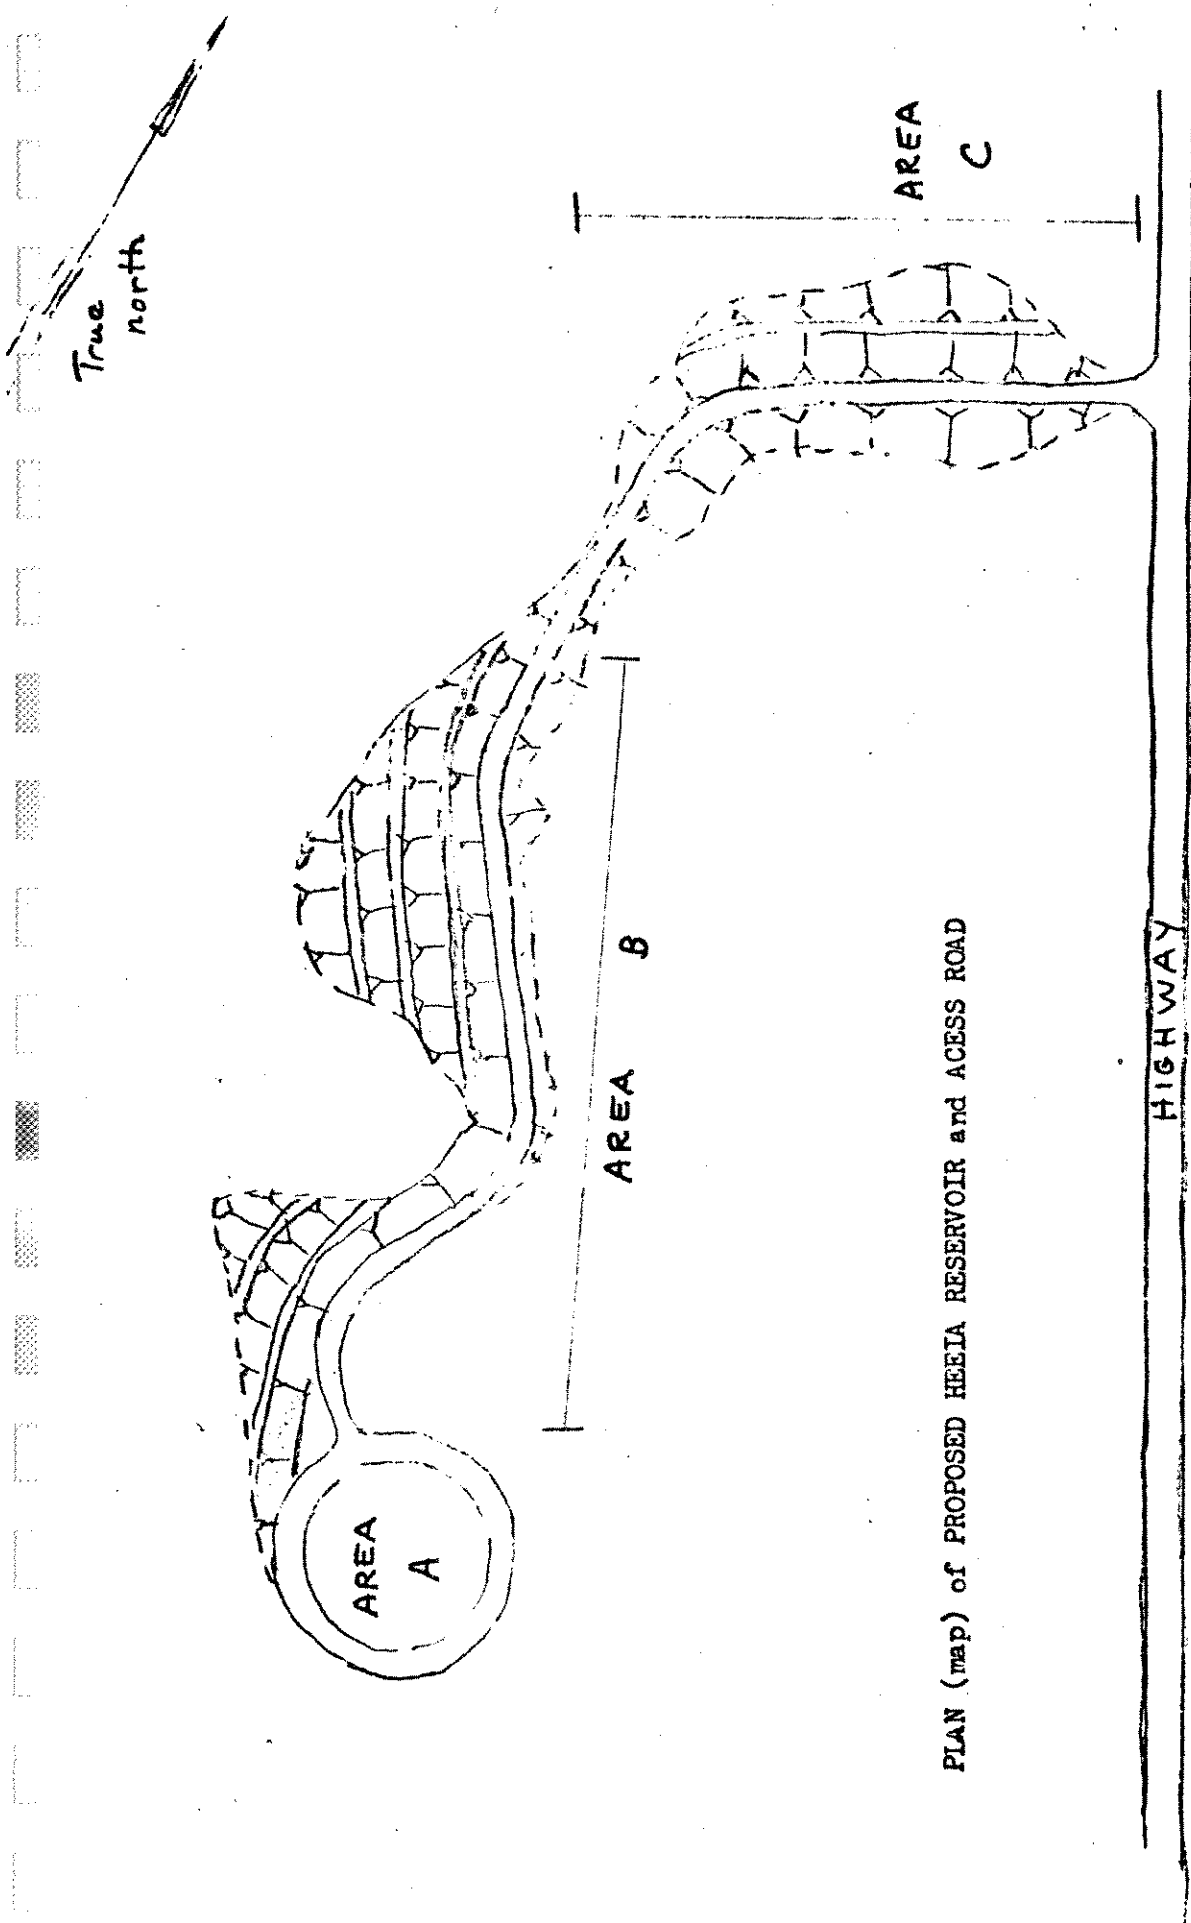 True
north
AREA
C
AREA B
AREA
A
PLAN (map) of PROPOSED HEEIA RESERVOIR and ACESS ROAD
HIGHWAY